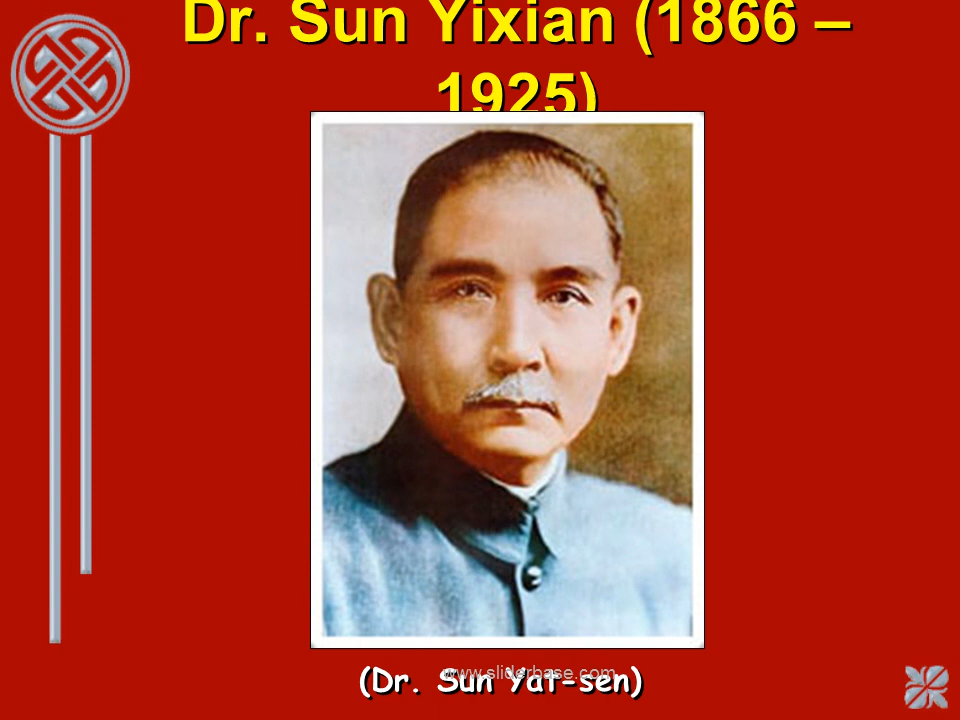 Dr. Sun Yixian (1866 –
1925)
www.sliderbase.com
(Dr. Sun Yat-sen)